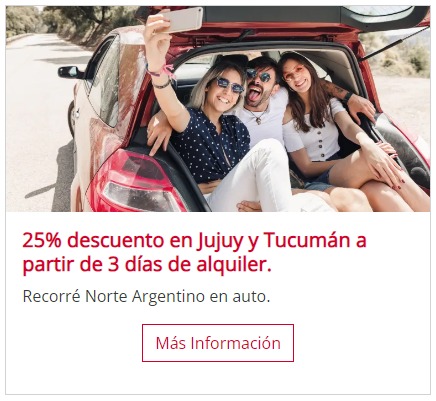 25% descuento en Jujuy y Tucumán a
partir de 3 días de alquiler.
Recorré Norte Argentino en auto.
Más Información